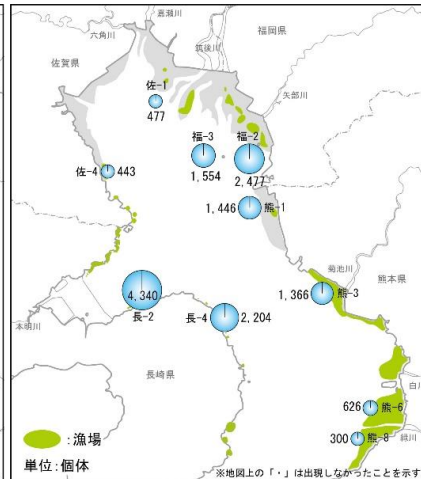 嘉瀬川
六角川
福岡県
筑後川
佐賀県
佐-1
477
矢部川
福-3
福-2
1,554
2,477
佐-4
443
1,446
熊-1
菊池川
熊本県
4,340
1,366
熊-3
長-2
長-4
2,204
本明川
長崎県
白川
626
熊-6
300
熊-8
緑川
:漁場
単位:個体
※地図上の「・」は出現しなかったことを示す